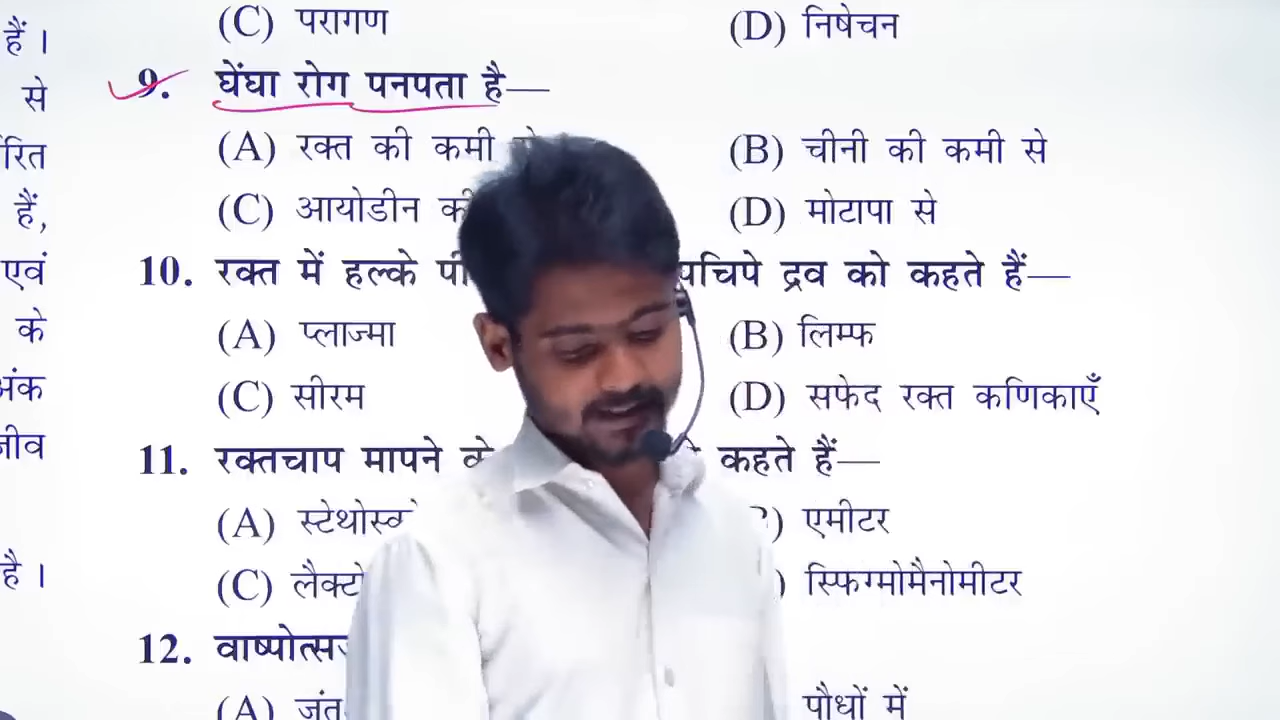 हैं।
से
रित
हैं,
एवं
के
अंक
जीव
है।
(C) परागण (D) निषेचन
9. घेंघा रोग पनपता है—
(A) रक्त की कमी (B) चीनी की कमी से
(C) आयोडीन (D) मोटापा से
10. रक्त में हल्के द्रव को कहते हैं—
(A) प्लाज्मा (B) लिम्फ
(C) सीरम (D) सफेद रक्त कणिकाएँ
11. रक्तचाप मापने कहते हैं—
(A) एमीटर
(C) स्फिग्मोमैनोमीटर
12.
(A) पौधों में